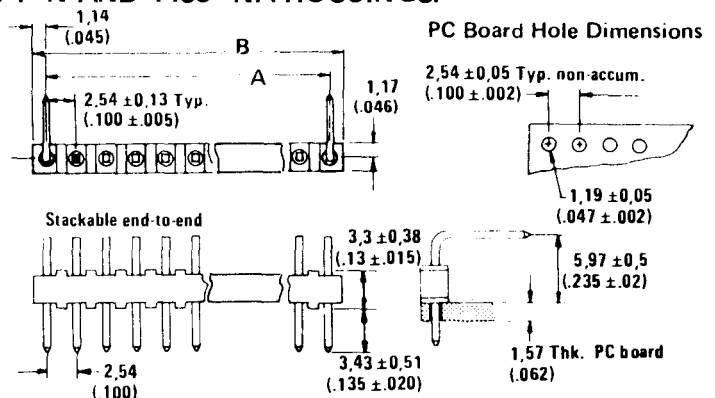 1,14
(.045)
B
PC Board Hole Dimensions
A
2,54 ±0,13 Typ.
(.100 ±.005)
1,17
(.046)
2,54 ±0,05 Typ. non-accum.
(.100 ±.002)
1,19 ±0,05
(.047 ±.002)
Stackable end-to-end
3,3 ±0,38
(.13 ±.015)
5,97 ±0,5
(.235 ±.02)
2,54
(.100)
3,43 ±0,51
(.135 ±.020)
1,57 Thk. PC board
(.062)